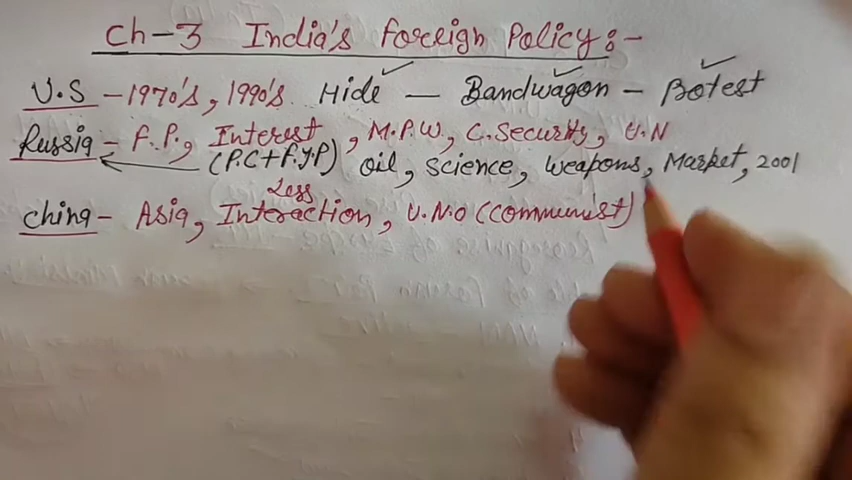 Ch-3 India's Foreign Policy:-
U.S - 1970's, 1990's. Hide - Bandwagon - BoTest
Russia - F.P, Interest, M.P.W, C.Security, U.N
(P.C + F.Y.P) Oil, Science, Weapons, Market, 2001
Less
China - Asia, Interaction, U.N.O (Communist)